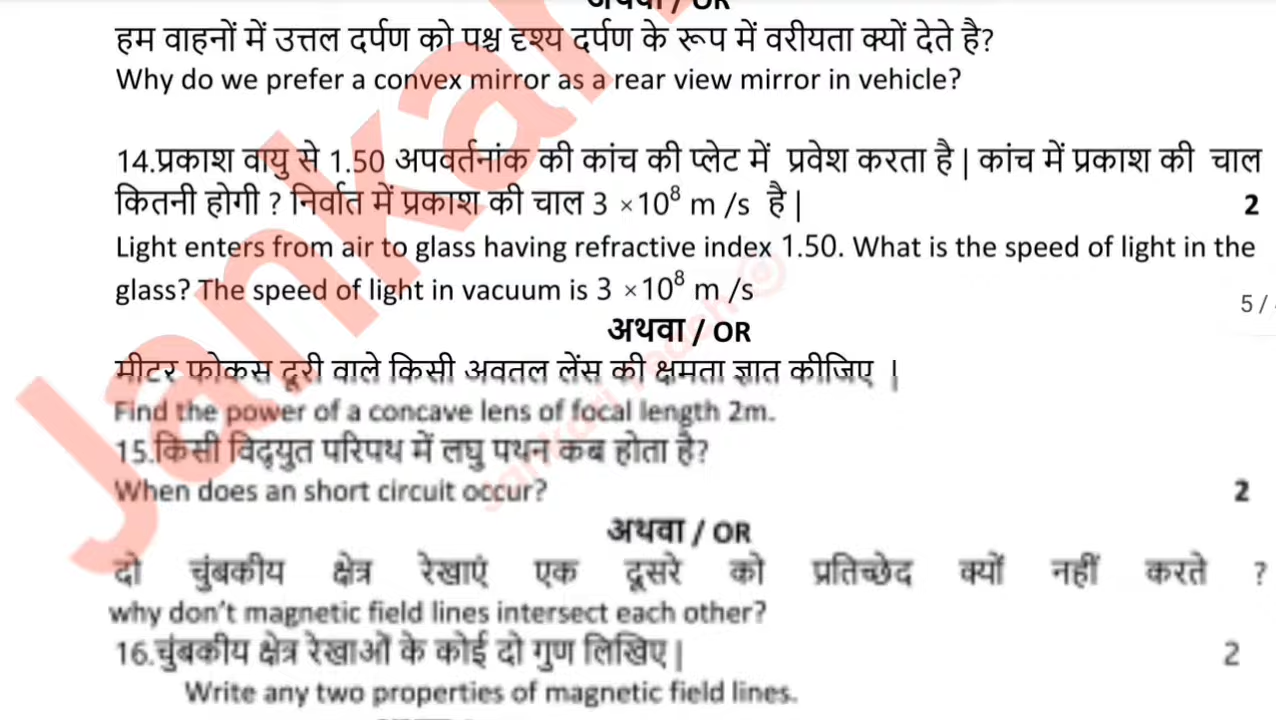 अथवा / OR
हम वाहनों में उत्तल दर्पण को पश्च दृश्य दर्पण के रूप में वरीयता क्यों देते है?
Why do we prefer a convex mirror as a rear view mirror in vehicle?
14.प्रकाश वायु से 1.50 अपवर्तनांक की कांच की प्लेट में प्रवेश करता है | कांच में प्रकाश की चाल
कितनी होगी ? निर्वात में प्रकाश की चाल 3 ×10⁸ m /s है | 2
Light enters from air to glass having refractive index 1.50. What is the speed of light in the
glass? The speed of light in vacuum is 3 ×10⁸ m /s
5 /
अथवा / OR
मीटर फोकस दूरी वाले किसी अवतल लेंस की क्षमता ज्ञात कीजिए |
Find the power of a concave lens of focal length 2m.
15.किसी विद्युत परिपथ में लघु पथन कब होता है?
When does an short circuit occur? 2
अथवा / OR
दो चुंबकीय क्षेत्र रेखाएं एक दूसरे को प्रतिच्छेद क्यों नहीं करते ?
why don't magnetic field lines intersect each other?
16.चुंबकीय क्षेत्र रेखाओं के कोई दो गुण लिखिए | 2
Write any two properties of magnetic field lines.
Jankari